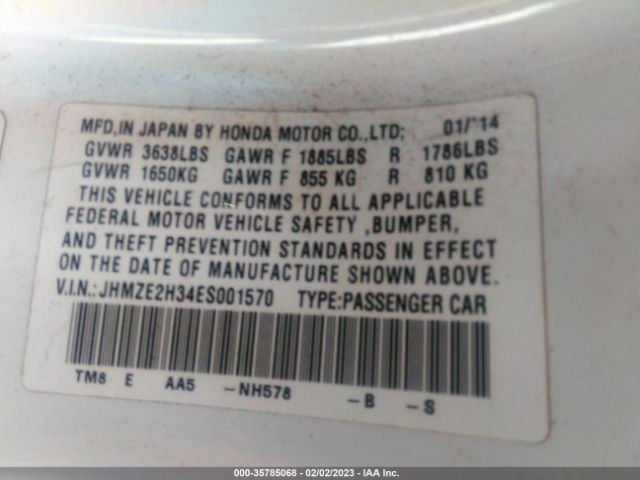 MFD,IN JAPAN BY HONDA MOTOR CO.,LTD; 01/'14
GVWR 3638LBS GAWR F 1885LBS R 1786LBS
GVWR 1650KG GAWR F 855 KG R 810 KG
THIS VEHICLE CONFORMS TO ALL APPLICABLE
FEDERAL MOTOR VEHICLE SAFETY ,BUMPER,
AND THEFT PREVENTION STANDARDS IN EFFECT
ON THE DATE OF MANUFACTURE SHOWN ABOVE.
V.I.N.:JHMZE2H34ES001570 TYPE:PASSENGER CAR
TM8 E AA5 -NH578 -B -S
000-35785068 - 02/02/2023 - IAA Inc.